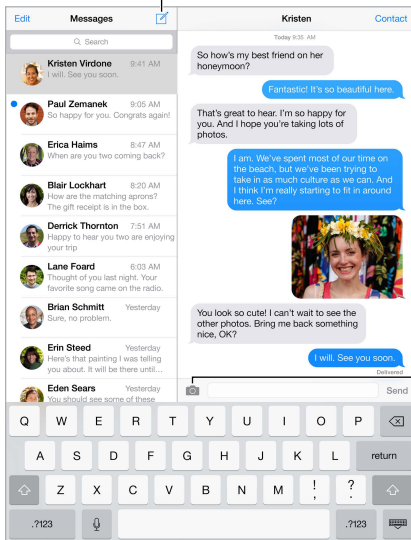 Edit Messages
Search
Kristen Virdone 9:41 AM
I will. See you soon.
Paul Zemanek 9:05 AM
So happy for you. Congrats again!
Erica Haims 8:47 AM
When are you two coming back?
Blair Lockhart 8:20 AM
How are the matching aprons?
The gift receipt is in the box.
Derrick Thornton 7:51 AM
Happy to hear you two are enjoying
your trip
Lane Foard 6:03 AM
Thought of you last night. Your
favorite song came on the radio.
Brian Schmitt Yesterday
Sure, no problem.
Erin Steed Yesterday
Here's that painting I was telling
you about. It will be there until...
Eden Sears Yesterday
You should see some of these
Kristen Contact
Today 9:35 AM
So how's my best friend on her
honeymoon?
Fantastic! It's so beautiful here.
That's great to hear. I'm so happy for
you. And I hope you're taking lots of
photos.
I am. We've spent most of our time on
the beach, but we've been trying to
take in as much culture as we can. And
I think I'm really starting to fit in around
here. See?
You look so cute! I can't wait to see the
other photos. Bring me back something
nice, OK?
I will. See you soon.
Delivered
Send
Q W E R T Y U I O P
A S D F G H J K L return
Z X C V B N M ! , ? .
.?123 .?123